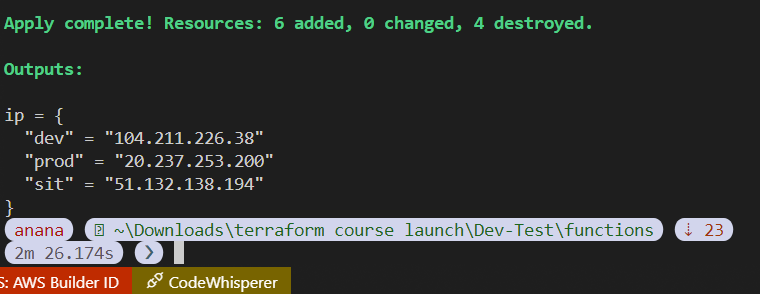 Apply complete! Resources: 6 added, 0 changed, 4 destroyed.
Outputs:
ip = {
  "dev" = "104.211.226.38"
  "prod" = "20.237.253.200"
  "sit" = "51.132.138.194"
}
anana ~\Downloads\terraform course launch\Dev-Test\functions ↓ 23
2m 26.174s ❯
S: AWS Builder ID CodeWhisperer